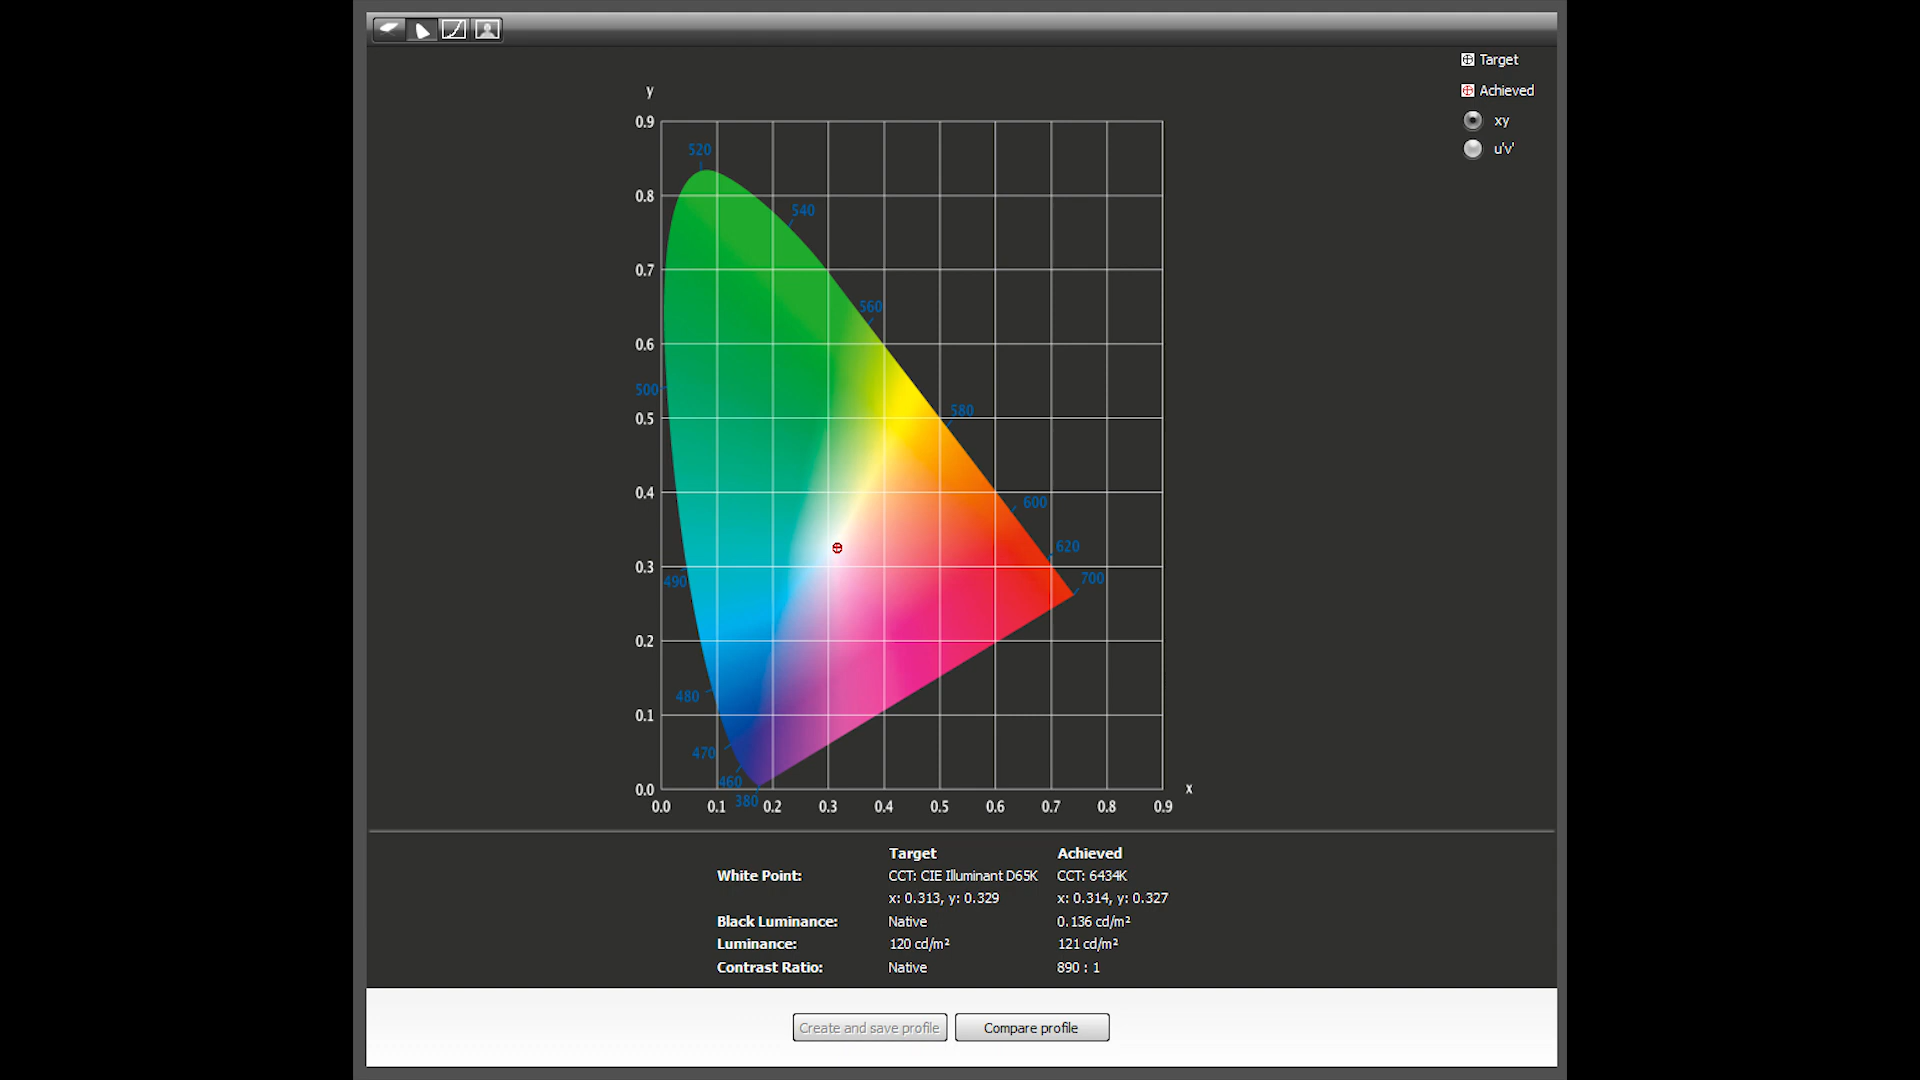 Target
Achieved
xy
u'v'
y
0.9
520
0.8
540
0.7
560
0.6
500
0.5
580
0.4
600
620
0.3
490
700
0.2
480
0.1
470
460
0.0
x
380
0.0 0.1 0.2 0.3 0.4 0.5 0.6 0.7 0.8 0.9
Target Achieved
White Point: CCT: CIE Illuminant D65K CCT: 6434K
x: 0.313, y: 0.329 x: 0.314, y: 0.327
Black Luminance: Native 0.136 cd/m²
Luminance: 120 cd/m² 121 cd/m²
Contrast Ratio: Native 890 : 1
Create and save profile Compare profile